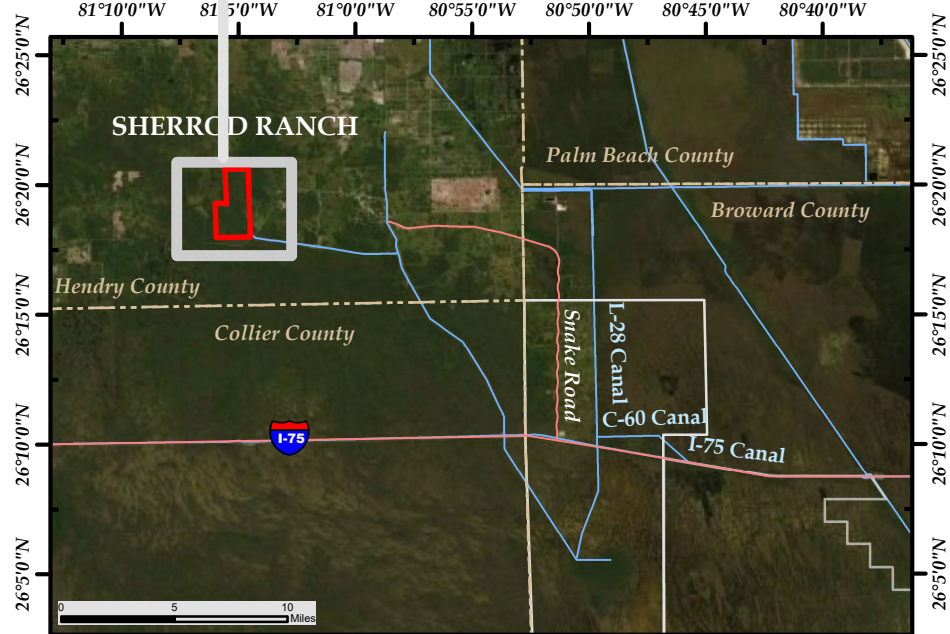 81°10'0"W
81°5'0"W
81°0'0"W
80°55'0"W
80°50'0"W
80°45'0"W
80°40'0"W
26°25'0"N
26°25'0"N
SHERROD RANCH
Palm Beach County
26°20'0"N
26°20'0"N
Broward County
Hendry County
26°15'0"N
26°15'0"N
Collier County
Snake Road
L-28 Canal
C-60 Canal
I-75
I-75 Canal
26°10'0"N
26°10'0"N
26°5'0"N
26°5'0"N
0 5 10
Miles